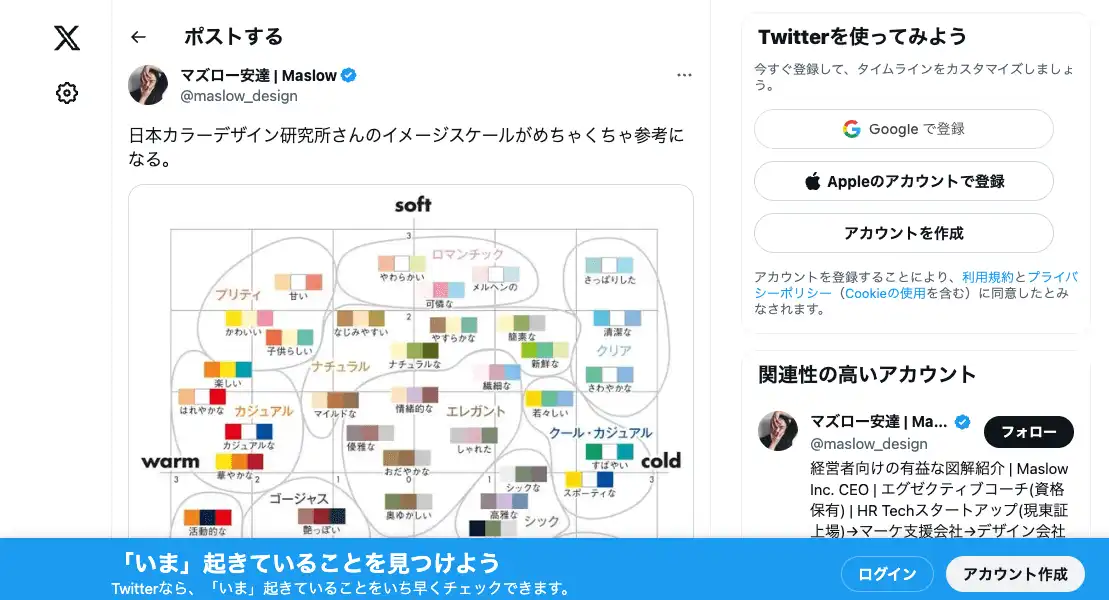 ポストする
マズロー安達 | Maslow
@maslow_design
日本カラーデザイン研究所さんのイメージスケールがめちゃくちゃ参考に
なる。
soft
3
ロマンチック
やわらかい
メルヘンの
さっぱりした
プリティ
甘い
可憐な
2
かわいい
なじみやすい
やすらかな
簡素な
清潔な
子供らしい
クリア
ナチュラル
ナチュラルな
新鮮な
楽しい
繊細な
さわやかな
はれやかな
カジュアル
マイルドな
情緒的な
エレガント
若々しい
カジュアルな
優雅な
しゃれた
クール・カジュアル
warm
華やかな
おだやかな
すばやい
cold
3
2
1
0
1
3
シックな
スポーティな
ゴージャス
奥ゆかしい
高雅な
活動的な
艶っぽい
シック
Twitterを使ってみよう
今すぐ登録して、タイムラインをカスタマイズしましょ
う。
Google で登録
Appleのアカウントで登録
アカウントを作成
アカウントを登録することにより、利用規約とプライバ
シーポリシー（Cookieの使用を含む）に同意したとみ
なされます。
関連性の高いアカウント
マズロー安達 | Ma...
@maslow_design
フォロー
経営者向けの有益な図解紹介 | Maslow
Inc. CEO | エグゼクティブコーチ(資格
保有) | HR Techスタートアップ(現東証
上場)→マーケ支援会社→デザイン会社
「いま」起きていることを見つけよう
Twitterなら、「いま」起きていることをいち早くチェックできます。
ログイン
アカウント作成